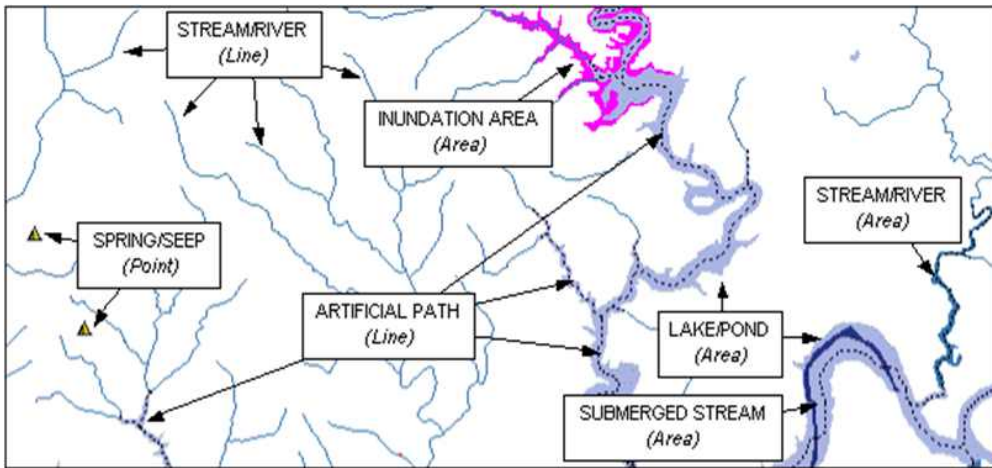 STREAM/RIVER
(Line)
INUNDATION AREA
(Area)
STREAM/RIVER
(Area)
SPRING/SEEP
(Point)
ARTIFICIAL PATH
(Line)
LAKE/POND
(Area)
SUBMERGED STREAM
(Area)